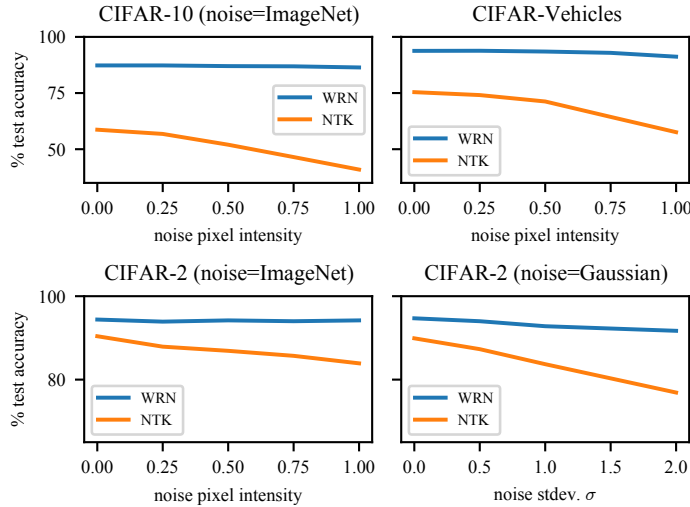 CIFAR-10 (noise=ImageNet)
% test accuracy
100
75
50
WRN
NTK
0.00 0.25 0.50 0.75 1.00
noise pixel intensity
CIFAR-Vehicles
WRN
NTK
0.00 0.25 0.50 0.75 1.00
noise pixel intensity
CIFAR-2 (noise=ImageNet)
% test accuracy
100
80
WRN
NTK
0.00 0.25 0.50 0.75 1.00
noise pixel intensity
CIFAR-2 (noise=Gaussian)
WRN
NTK
0.0 0.5 1.0 1.5 2.0
noise stdev. σ